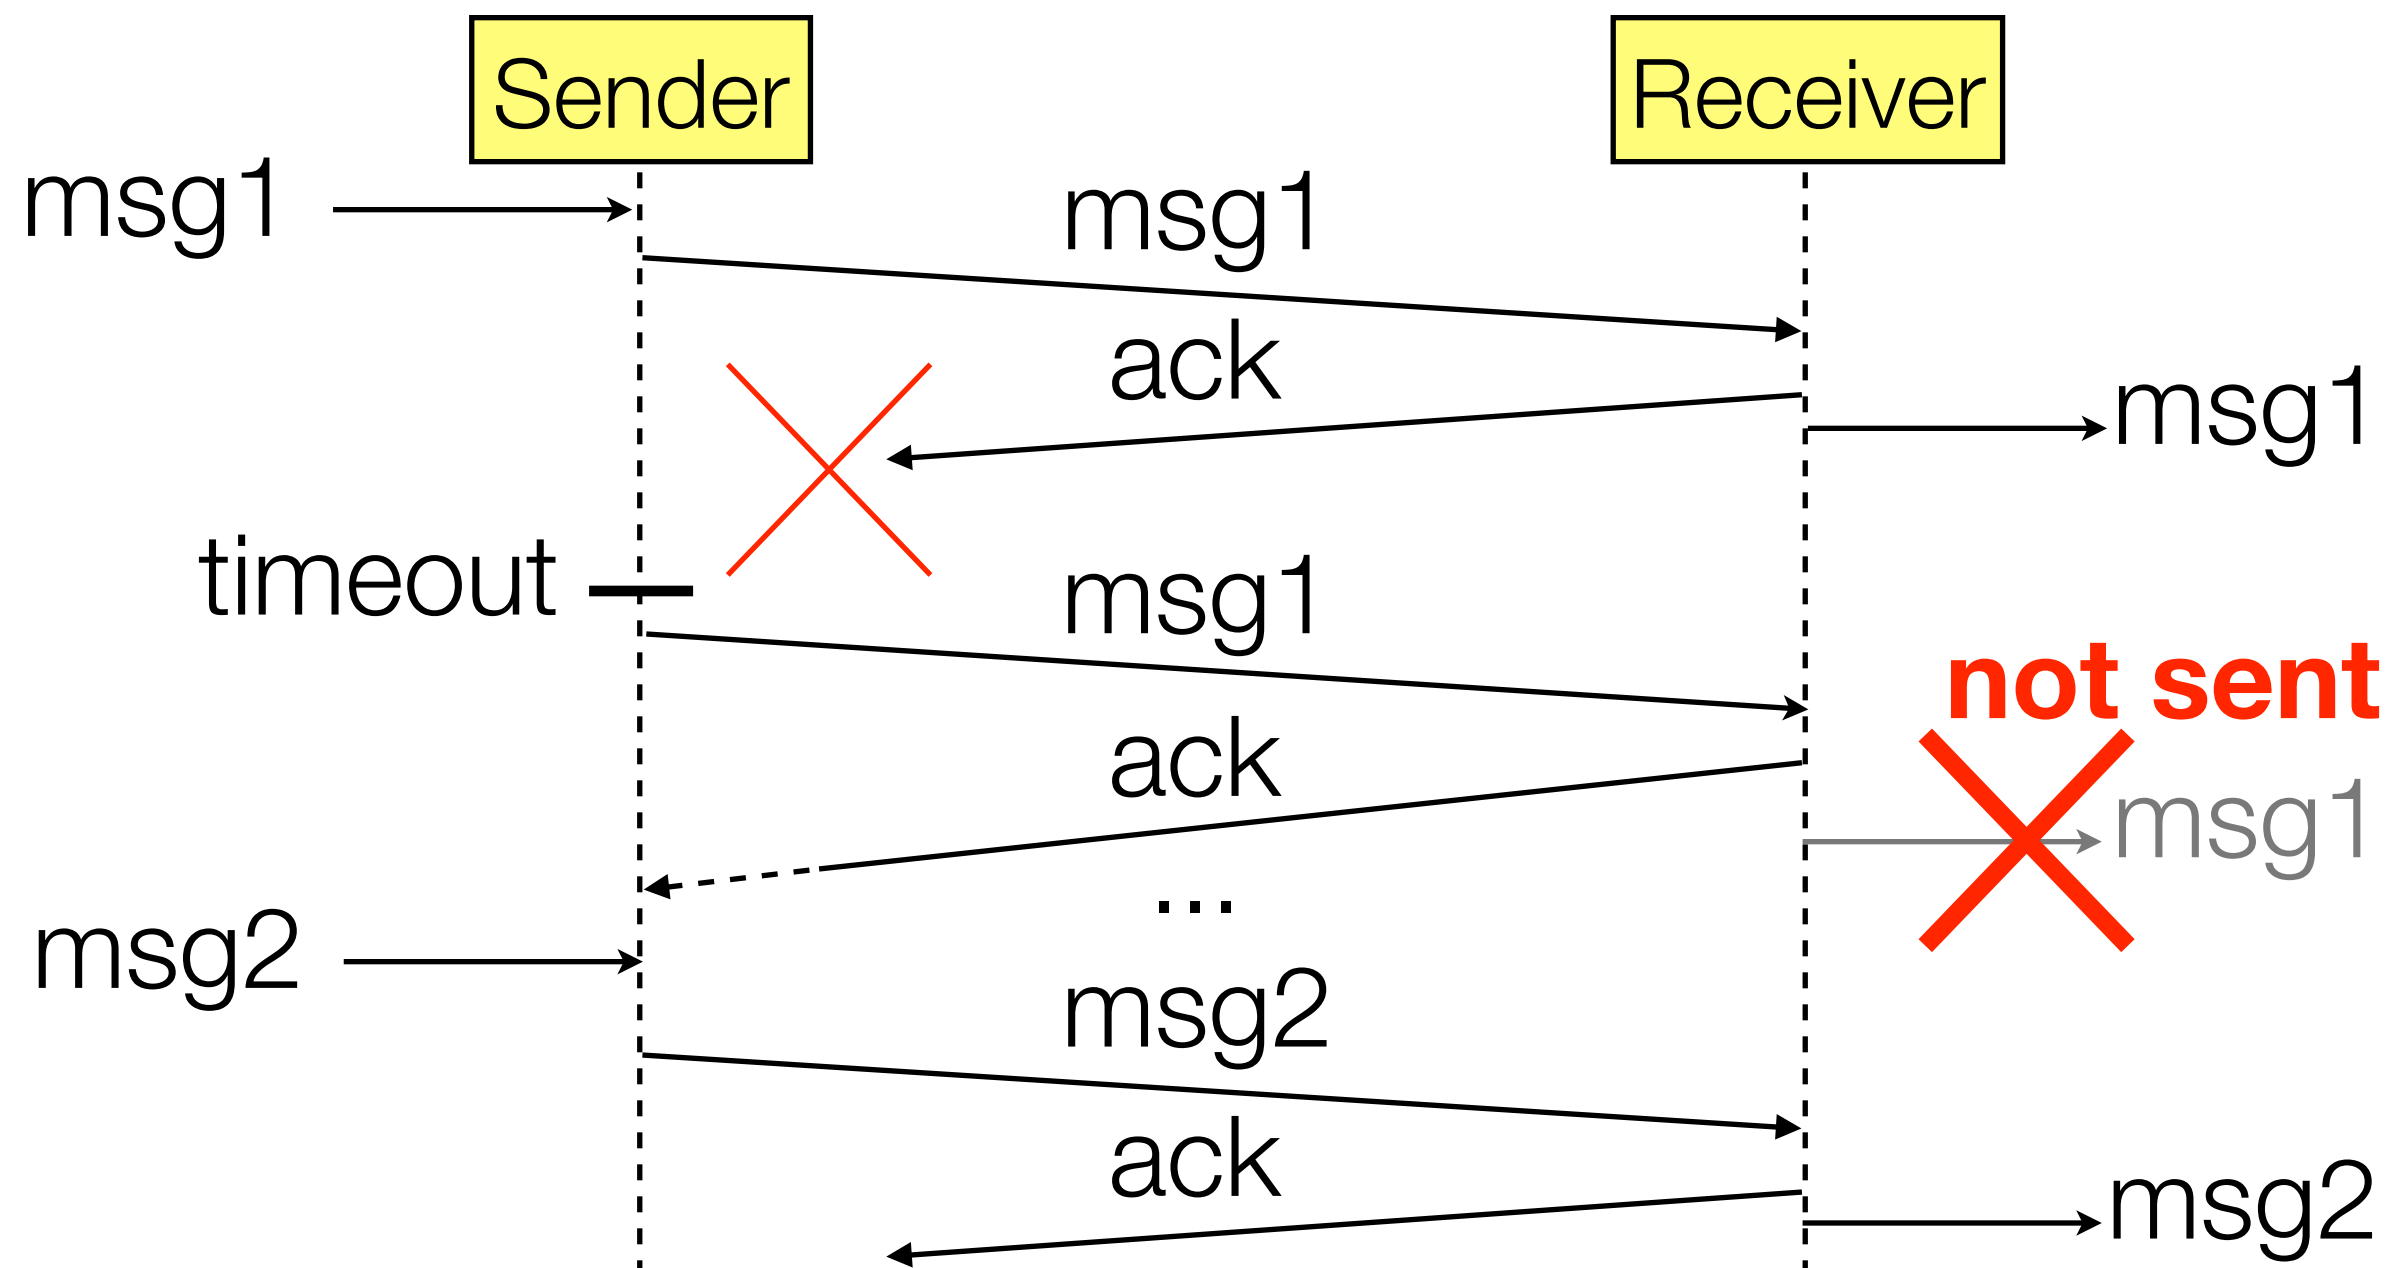 Sender
Receiver
msg1
msg1
ack
msg1
timeout
msg1
not sent
ack
msg1
...
msg2
msg2
ack
msg2